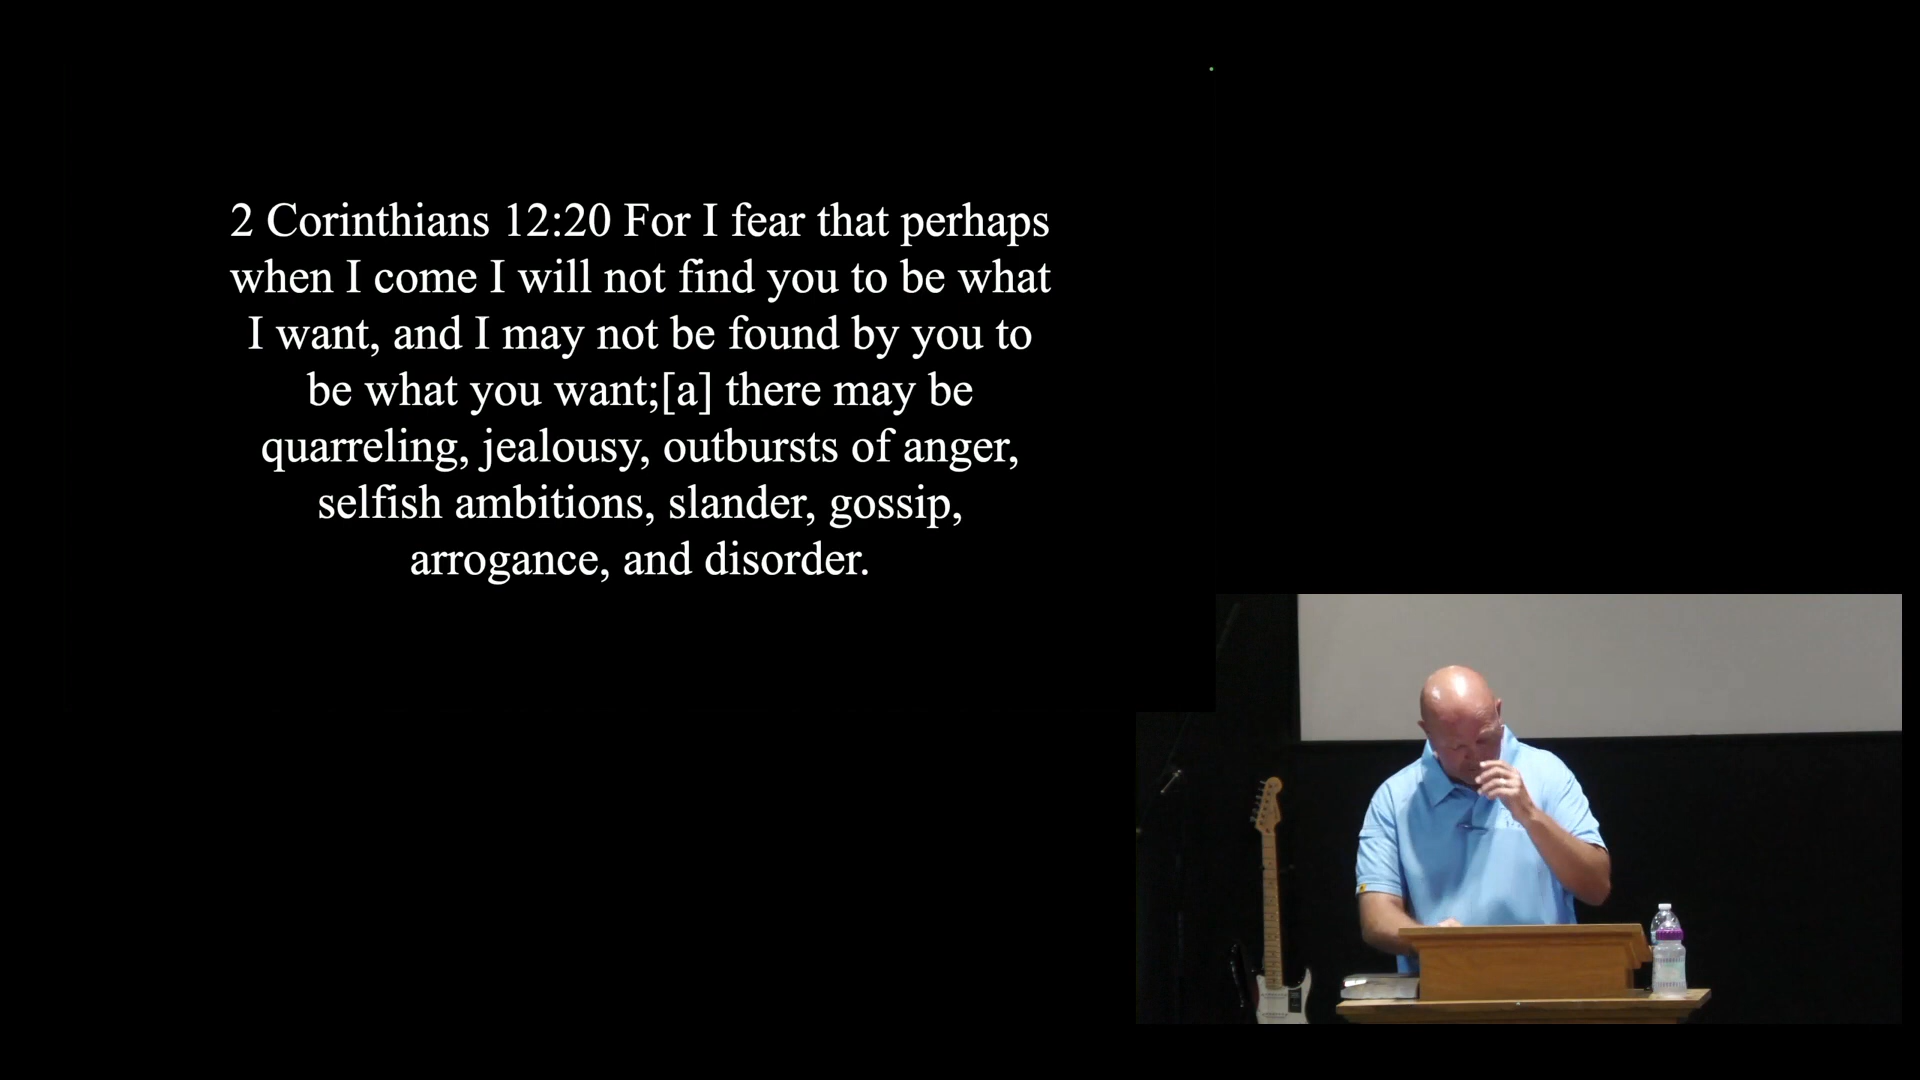 2 Corinthians 12:20 For I fear that perhaps
when I come I will not find you to be what
I want, and I may not be found by you to
be what you want;[a] there may be
quarreling, jealousy, outbursts of anger,
selfish ambitions, slander, gossip,
arrogance, and disorder.